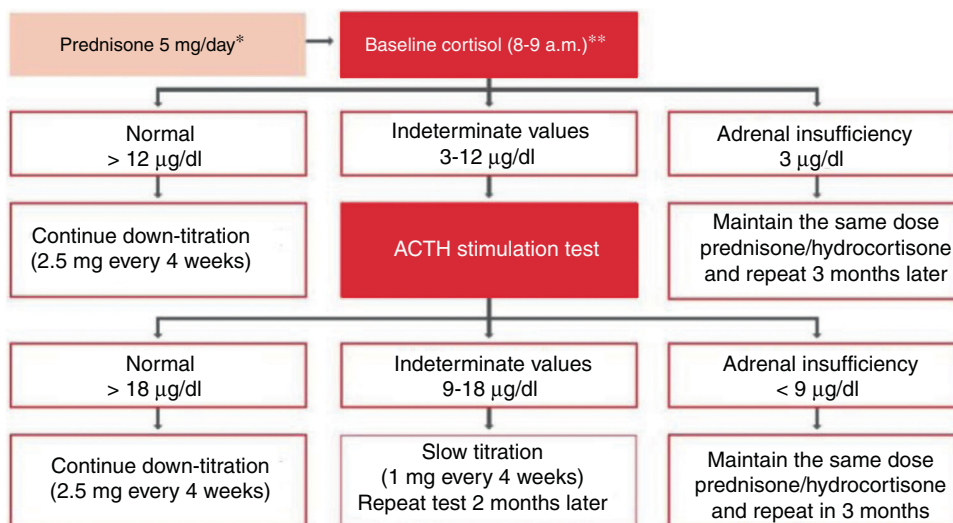 Prednisone 5 mg/day*
Baseline cortisol (8-9 a.m.)**
Normal
> 12 µg/dl
Indeterminate values
3-12 µg/dl
Adrenal insufficiency
3 µg/dl
Continue down-titration
(2.5 mg every 4 weeks)
ACTH stimulation test
Maintain the same dose
prednisone/hydrocortisone
and repeat 3 months later
Normal
> 18 µg/dl
Indeterminate values
9-18 µg/dl
Adrenal insufficiency
< 9 µg/dl
Continue down-titration
(2.5 mg every 4 weeks)
Slow titration
(1 mg every 4 weeks)
Repeat test 2 months later
Maintain the same dose
prednisone/hydrocortisone
and repeat in 3 months